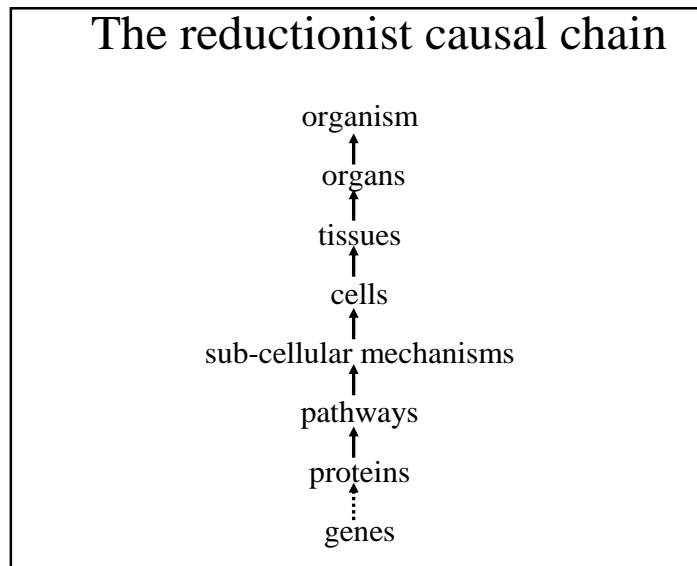 The reductionist causal chain
organism
organs
tissues
cells
sub-cellular mechanisms
pathways
proteins
genes